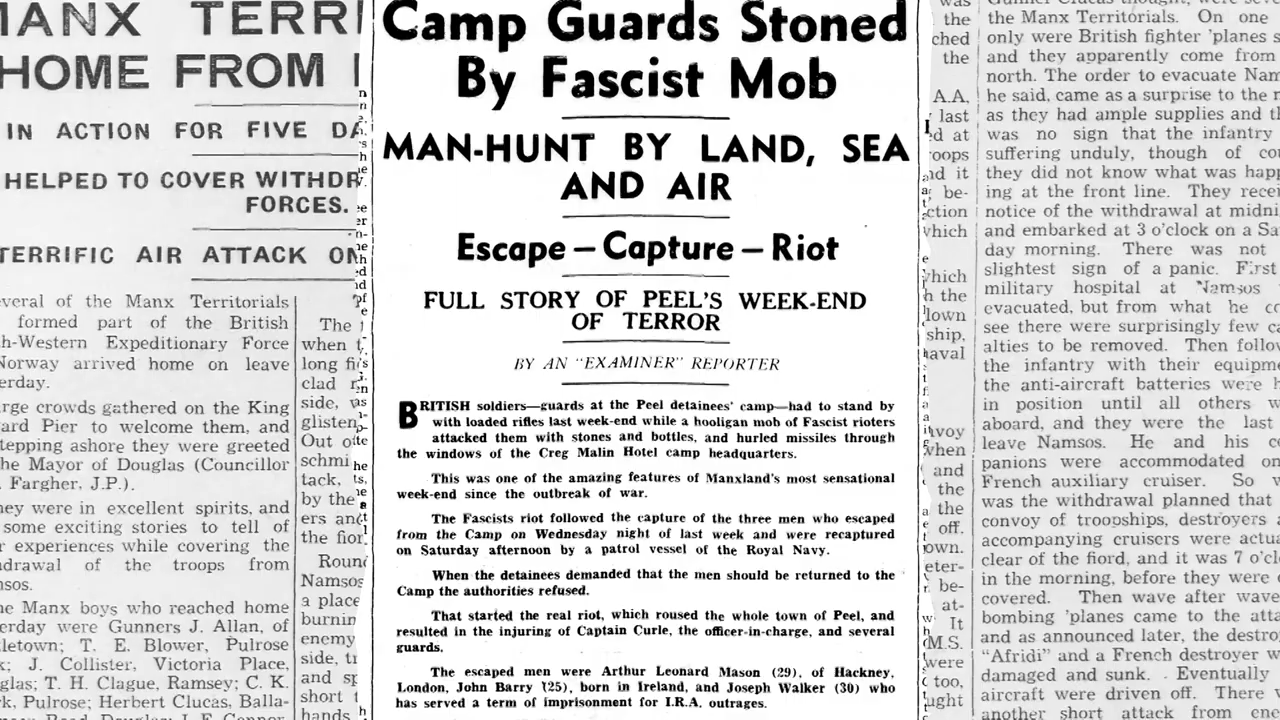 MANX TERRI
HOME FROM
IN ACTION FOR FIVE DA
HELPED TO COVER WITHDR
FORCES.
TERRIFIC AIR ATTACK ON
everal of the Manx Territorials
formed part of the British
h-Western Expeditionary Force
Norway arrived home on leave
erday.
rge crowds gathered on the King
ard Pier to welcome them, and
stepping ashore they were greeted
he Mayor of Douglas (Councillor
. Fargher, J.P.).
hey were in excellent spirits, and
some exciting stories to tell of
r experiences while covering the
hdrawal of the troops from
nsos.
he Manx boys who reached home
erday were Gunners J. Allan, of
letown; T. E. Blower, Pulrose
k; J. Collister, Victoria Place,
glas; T. H. Clague, Ramsey; C. K.
rk, Pulrose; Herbert Clucas, Balla-
The
when t
long
clad
side,
glisten
Out
schmi
tack,
by the
ers and
the fior
Roun
Namsos
a place
burnin
enemy
side, tr
and sp
short t
hands
Camp Guards Stoned
By Fascist Mob
MAN-HUNT BY LAND, SEA
AND AIR
Escape — Capture — Riot
FULL STORY OF PEEL'S WEEK-END
OF TERROR
BY AN "EXAMINER" REPORTER
BRITISH soldiers—guards at the Peel detainees' camp—had to stand by
with loaded rifles last week-end while a hooligan mob of Fascist rioters
attacked them with stones and bottles, and hurled missiles through
the windows of the Creg Malin Hotel camp headquarters.
This was one of the amazing features of Manxland's most sensational
week-end since the outbreak of war.
The Fascists riot followed the capture of the three men who escaped
from the Camp on Wednesday night of last week and were recaptured
on Saturday afternoon by a patrol vessel of the Royal Navy.
When the detainees demanded that the men should be returned to the
Camp the authorities refused.
That started the real riot, which roused the whole town of Peel, and
resulted in the injuring of Captain Curle, the officer-in-charge, and several
guards.
The escaped men were Arthur Leonard Mason (29), of Hackney,
London, John Barry (25), born in Ireland, and Joseph Walker (30) who
has served a term of imprisonment for I.R.A. outrages.
was
the
ched
the
A.A.
last
ed at
roops
nd it
be-
ction
which
which
h the
lown
ship,
naval
avoy
when
and
the
off.
own.
eter-
be-
at-
It
M.S.
were
too,
ught
the Manx Territorials. On one
only were British fighter 'planes s
and they apparently come from
north. The order to evacuate Nam
he said, came as a surprise to the m
as they had ample supplies and th
was no sign that the infantry
suffering unduly, though of co
they did not know what was happ
ing at the front line. They recei
notice of the withdrawal at midni
and embarked at 3 o'clock on a Sa
day morning. There was not
slightest sign of a panic. First
military hospital at Namsos
evacuated, but from what he co
see there were surprisingly few ca
alties to be removed. Then follow
the infantry with their equipme
the anti-aircraft batteries were k
in position until all others w
aboard, and they were the last
leave Namsos. He and his co
panions were accommodated on
French auxiliary cruiser. So w
was the withdrawal planned that
convoy of troopships, destroyers
accompanying cruisers were actua
clear of the fiord, and it was 7 o'cl
in the morning, before they were
covered. Then wave after wave
bombing 'planes came to the atta
and as announced later, the destro
"Afridi" and a French destroyer w
damaged and sunk. Eventually
aircraft were driven off. There
another short attack from ene